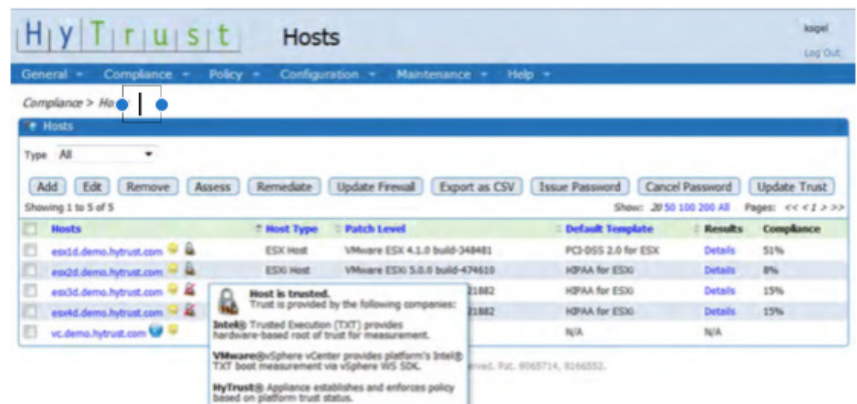 HyTrust Hosts
Log Out
General Compliance Policy Configuration Maintenance Help
Compliance > Ho
Hosts
Type All
Add Edit Remove Assess Remediate Update Firewall Export as CSV Issue Password Cancel Password Update Trust
Showing 1 to 5 of 5 Show: 20 50 100 200 All Pages: << < 1 > >>
Hosts Host Type Patch Level Default Template Results Compliance
esx1d.demo.hytrust.com ESX Host VMware ESX 4.1.0 build-348481 PCI-DSS 2.0 for ESX Details 51%
esx2d.demo.hytrust.com ESXi Host VMware ESXi 5.0.0 build-474610 HIPAA for ESXi Details 8%
esx3d.demo.hytrust.com 21882 HIPAA for ESXi Details 15%
esx4d.demo.hytrust.com 21882 HIPAA for ESXi Details 15%
vc.demo.hytrust.com N/A N/A
Host is trusted.
Trust is provided by the following companies:
Intel® Trusted Execution (TXT) provides
hardware-based root of trust for measurement.
VMware®vSphere vCenter provides platform's Intel®
TXT boot measurement via vSphere WS SDK.
erved. Pat. 8065714, 8166552.
HyTrust® Appliance establishes and enforces policy
based on platform trust status.